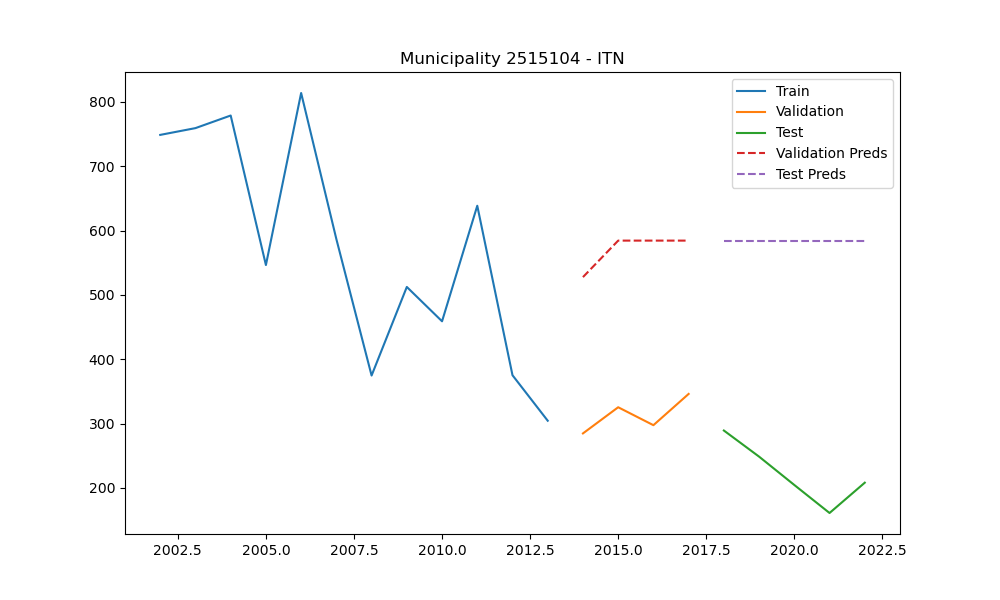 Municipality 2515104 - ITN
Train
Validation
Test
Validation Preds
Test Preds
800
700
600
500
400
300
200
2002.5 2005.0 2007.5 2010.0 2012.5 2015.0 2017.5 2020.0 2022.5